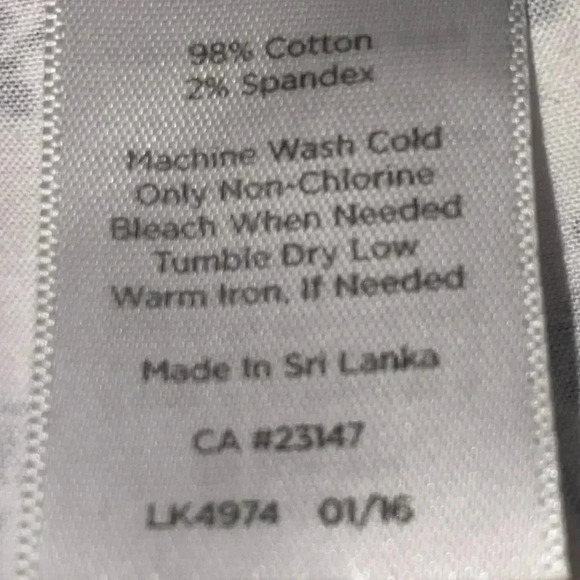 98% Cotton
2% Spandex
Machine Wash Cold
Only Non-Chlorine
Bleach When Needed
Tumble Dry Low
Warm Iron, If Needed
Made In Sri Lanka
CA #23147
LK4974 01/16